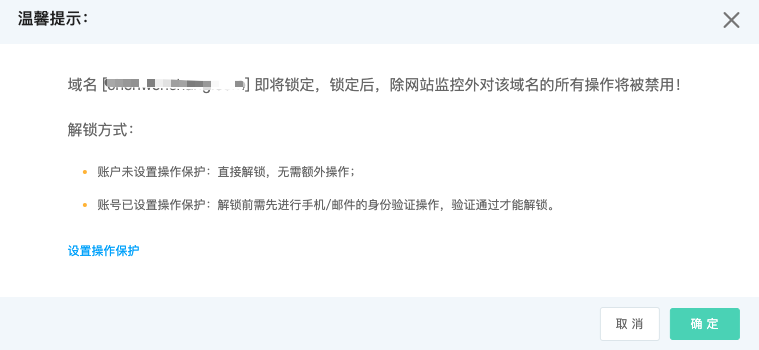 温馨提示：
域名 [] 即将锁定，锁定后，除网站监控外对该域名的所有操作将被禁用！
解锁方式：
账户未设置操作保护：直接解锁，无需额外操作；
账号已设置操作保护：解锁前需先进行手机/邮件的身份验证操作，验证通过才能解锁。
设置操作保护
取 消
确 定